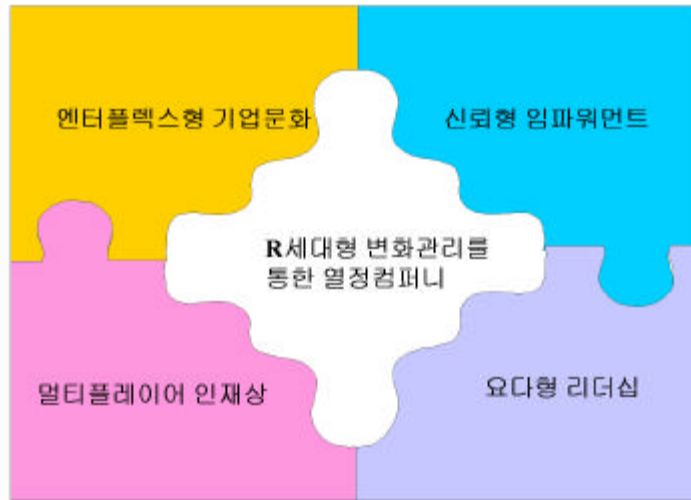 엔터플렉스형 기업문화
신뢰형 임파워먼트
R세대형 변화관리를
통한 열정컴퍼니
멀티플레이어 인재상
요다형 리더십